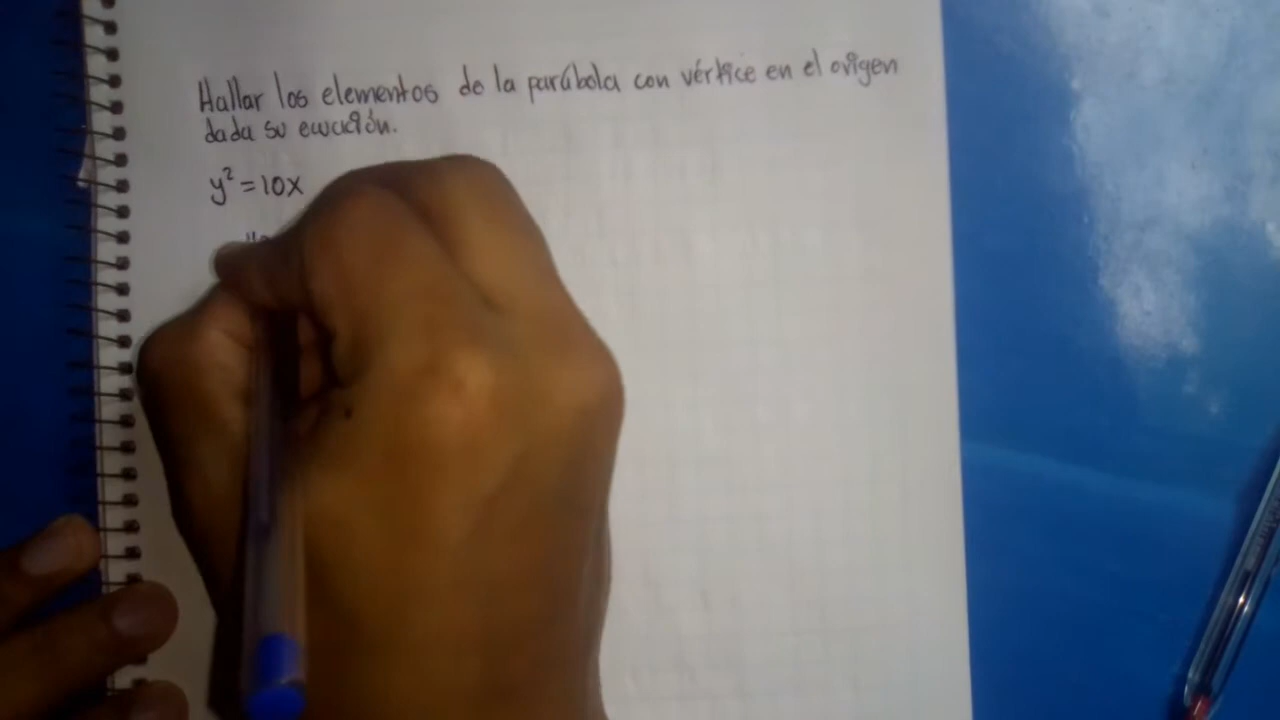 Hallar los elementos de la parábola con vértice en el origen
dada su ecuación.
y² = 10x